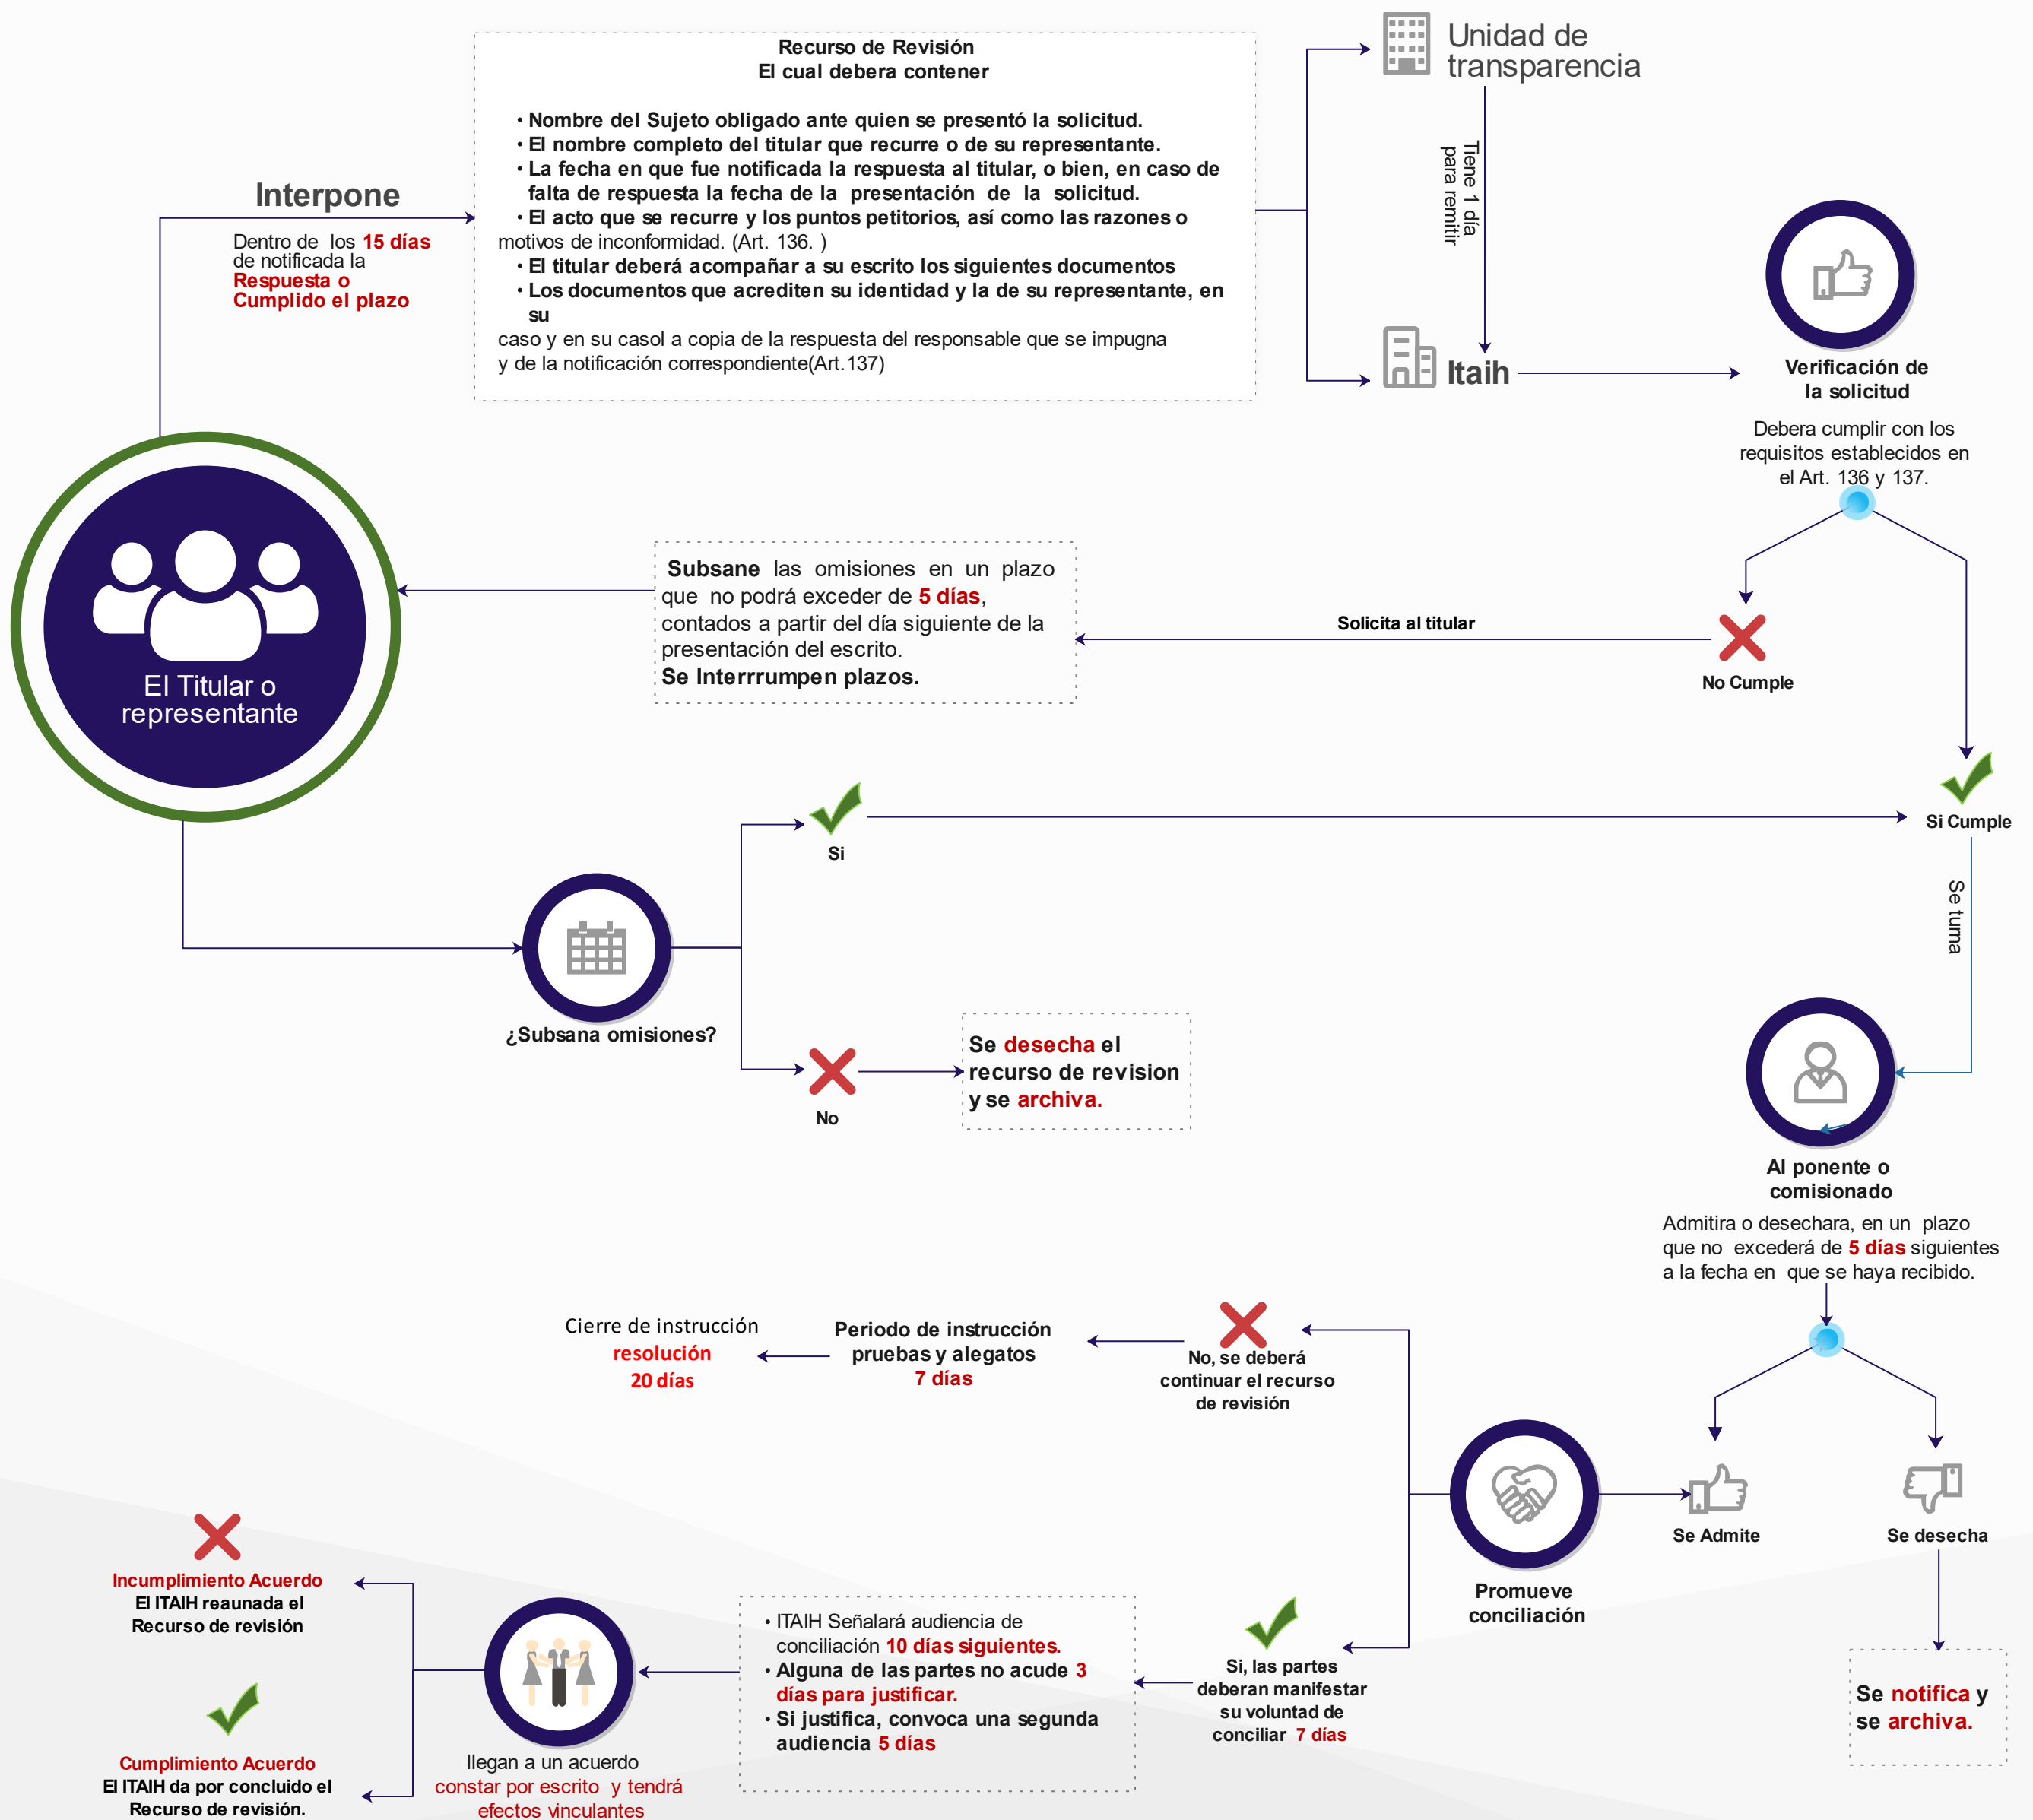 Recurso de Revisión
El cual debera contener
• Nombre del Sujeto obligado ante quien se presentó la solicitud.
• El nombre completo del titular que recurre o de su representante.
• La fecha en que fue notificada la respuesta al titular, o bien, en caso de
falta de respuesta la fecha de la presentación de la solicitud.
• El acto que se recurre y los puntos petitorios, así como las razones o
motivos de inconformidad. (Art. 136. )
• El titular deberá acompañar a su escrito los siguientes documentos
• Los documentos que acrediten su identidad y la de su representante, en
su
caso y en su casol a copia de la respuesta del responsable que se impugna
y de la notificación correspondiente(Art.137)
Interpone
Dentro de los 15 días
de notificada la
Respuesta o
Cumplido el plazo
Unidad de
transparencia
Tiene 1 día
para remitir
Itaih
Verificación de
la solicitud
Debera cumplir con los
requisitos establecidos en
el Art. 136 y 137.
El Titular o
representante
Subsane las omisiones en un plazo
que no podrá exceder de 5 días,
contados a partir del día siguiente de la
presentación del escrito.
Se Interrrumpen plazos.
Solicita al titular
No Cumple
Si Cumple
Si
Se turna
¿Subsana omisiones?
No
Se desecha el
recurso de revision
y se archiva.
Al ponente o
comisionado
Admitira o desechara, en un plazo
que no excederá de 5 días siguientes
a la fecha en que se haya recibido.
Cierre de instrucción
resolución
20 días
Periodo de instrucción
pruebas y alegatos
7 días
No, se deberá
continuar el recurso
de revisión
Se Admite
Se desecha
Promueve
conciliación
Se notifica y
se archiva.
Si, las partes
deberan manifestar
su voluntad de
conciliar 7 días
• ITAIH Señalará audiencia de
conciliación 10 días siguientes.
• Alguna de las partes no acude 3
días para justificar.
• Si justifica, convoca una segunda
audiencia 5 días
llegan a un acuerdo
constar por escrito y tendrá
efectos vinculantes
Incumplimiento Acuerdo
El ITAIH reaunada el
Recurso de revisión
Cumplimiento Acuerdo
El ITAIH da por concluido el
Recurso de revisión.